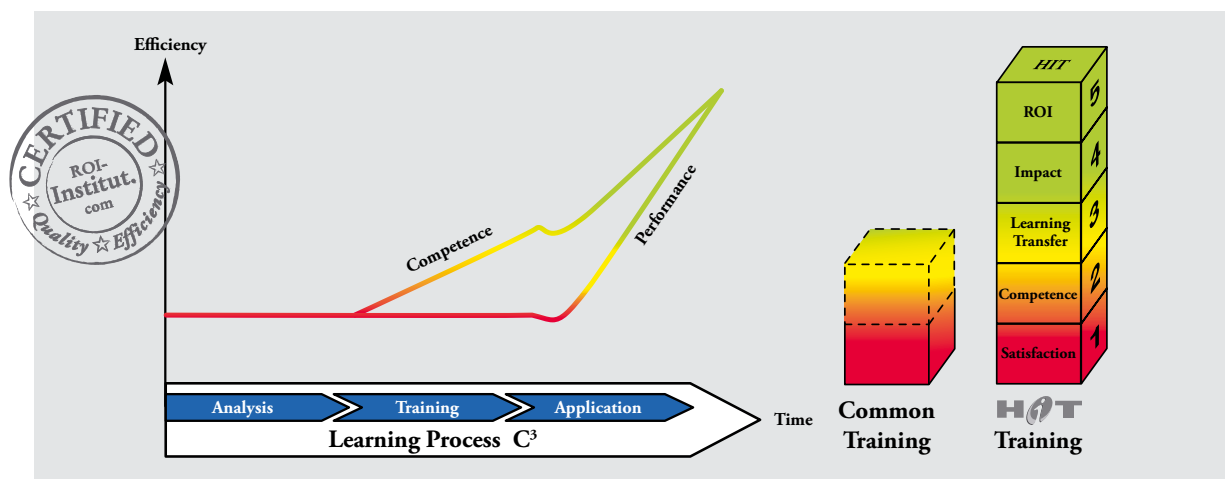 Efficiency
CERTIFIED
ROI-
Institut.
com
Quality ☆ Efficiency
Competence
Performance
Analysis
Training
Application
Time
Learning Process C³
Common
Training
HIT
ROI
5
Impact
4
Learning
Transfer
3
Competence
2
Satisfaction
1
HiT
Training